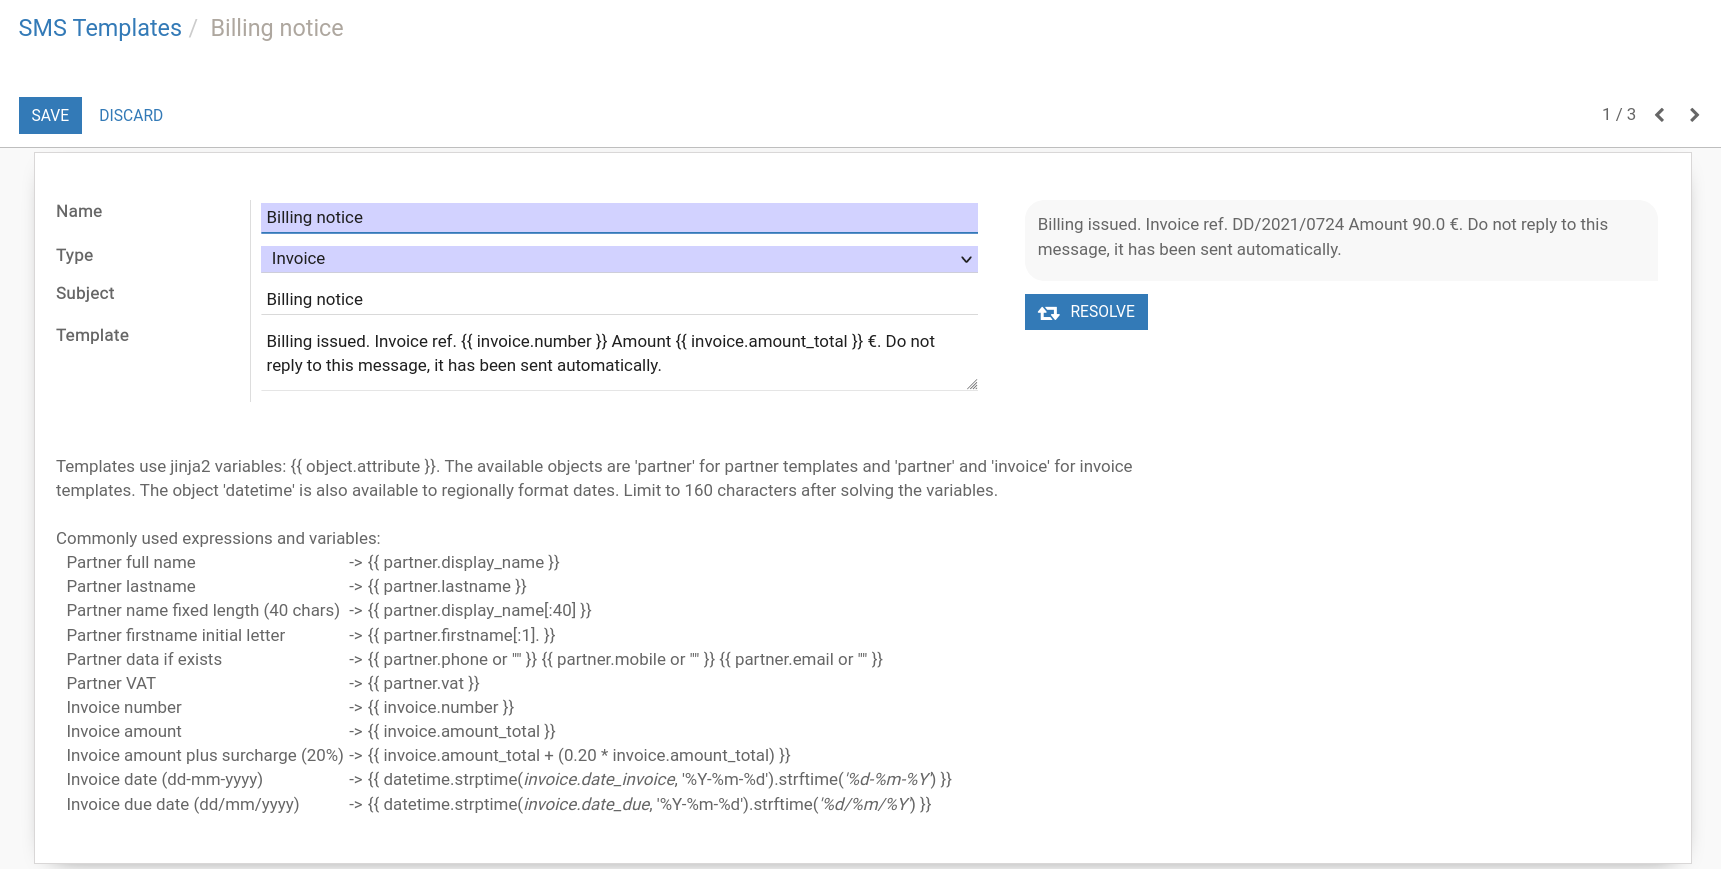 SMS Templates / Billing notice
SAVE DISCARD 1 / 3
Name Billing notice
Type Invoice
Subject Billing notice
Template Billing issued. Invoice ref. {{ invoice.number }} Amount {{ invoice.amount_total }} €. Do not
reply to this message, it has been sent automatically.
Billing issued. Invoice ref. DD/2021/0724 Amount 90.0 €. Do not reply to this
message, it has been sent automatically.
RESOLVE
Templates use jinja2 variables: {{ object.attribute }}. The available objects are 'partner' for partner templates and 'partner' and 'invoice' for invoice
templates. The object 'datetime' is also available to regionally format dates. Limit to 160 characters after solving the variables.
Commonly used expressions and variables:
Partner full name -> {{ partner.display_name }}
Partner lastname -> {{ partner.lastname }}
Partner name fixed length (40 chars) -> {{ partner.display_name[:40] }}
Partner firstname initial letter -> {{ partner.firstname[:1]. }}
Partner data if exists -> {{ partner.phone or "" }} {{ partner.mobile or "" }} {{ partner.email or "" }}
Partner VAT -> {{ partner.vat }}
Invoice number -> {{ invoice.number }}
Invoice amount -> {{ invoice.amount_total }}
Invoice amount plus surcharge (20%) -> {{ invoice.amount_total + (0.20 * invoice.amount_total) }}
Invoice date (dd-mm-yyyy) -> {{ datetime.strptime(invoice.date_invoice, '%Y-%m-%d').strftime('%d-%m-%Y') }}
Invoice due date (dd/mm/yyyy) -> {{ datetime.strptime(invoice.date_due, '%Y-%m-%d').strftime('%d/%m/%Y') }}